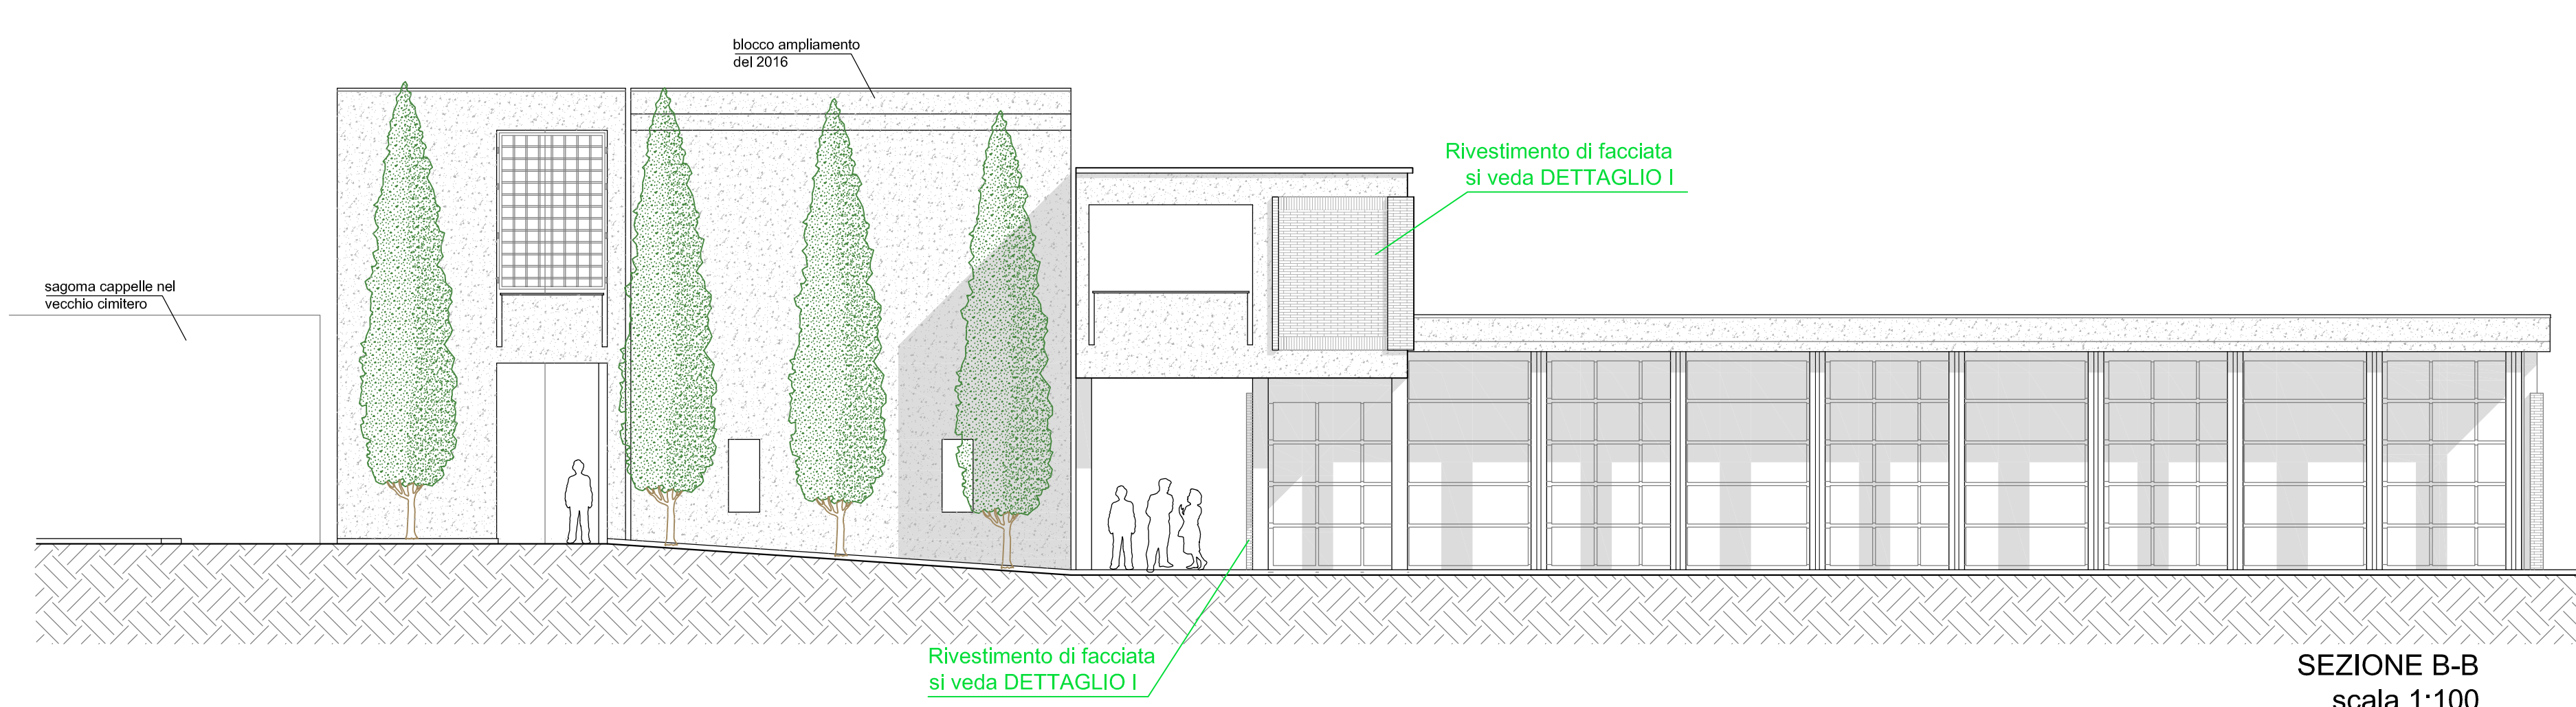 blocco ampliamento
del 2016
Rivestimento di facciata
si veda DETTAGLIO I
sagoma cappelle nel
vecchio cimitero
Rivestimento di facciata
si veda DETTAGLIO I
SEZIONE B-B
scala 1:100